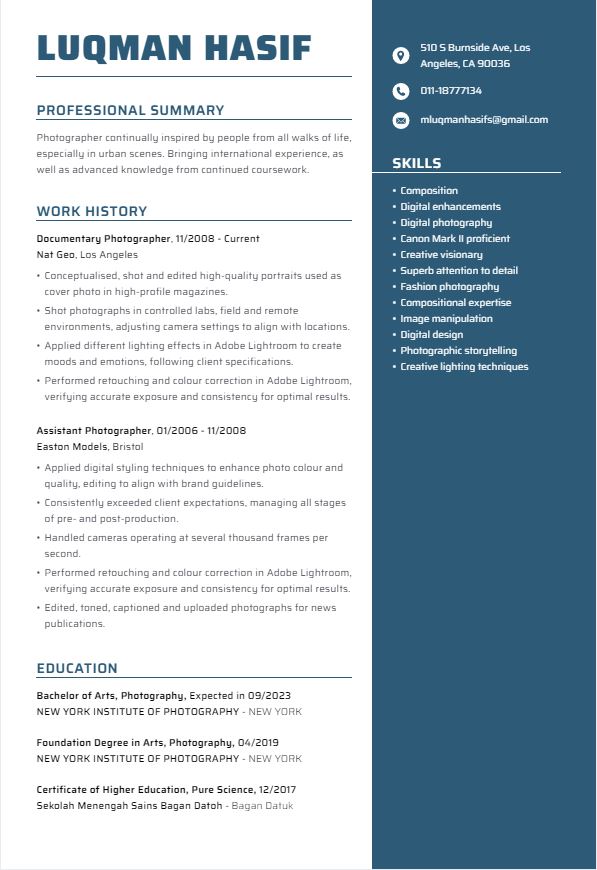 LUQMAN HASIF
PROFESSIONAL SUMMARY
Photographer continually inspired by people from all walks of life,
especially in urban scenes. Bringing international experience, as
well as advanced knowledge from continued coursework.
WORK HISTORY
Documentary Photographer, 11/2008 - Current
Nat Geo, Los Angeles
• Conceptualised, shot and edited high-quality portraits used as
cover photo in high-profile magazines.
• Shot photographs in controlled labs, field and remote
environments, adjusting camera settings to align with locations.
• Applied different lighting effects in Adobe Lightroom to create
moods and emotions, following client specifications.
• Performed retouching and colour correction in Adobe Lightroom,
verifying accurate exposure and consistency for optimal results.
Assistant Photographer, 01/2006 - 11/2008
Easton Models, Bristol
• Applied digital styling techniques to enhance photo colour and
quality, editing to align with brand guidelines.
• Consistently exceeded client expectations, managing all stages
of pre- and post-production.
• Handled cameras operating at several thousand frames per
second.
• Performed retouching and colour correction in Adobe Lightroom,
verifying accurate exposure and consistency for optimal results.
• Edited, toned, captioned and uploaded photographs for news
publications.
EDUCATION
Bachelor of Arts, Photography, Expected in 09/2023
NEW YORK INSTITUTE OF PHOTOGRAPHY - NEW YORK
Foundation Degree in Arts, Photography, 04/2019
NEW YORK INSTITUTE OF PHOTOGRAPHY - NEW YORK
Certificate of Higher Education, Pure Science, 12/2017
Sekolah Menengah Sains Bagan Datoh - Bagan Datuk
510 S Burnside Ave, Los
Angeles, CA 90036
011-18777134
mluqmanhasifs@gmail.com
SKILLS
• Composition
• Digital enhancements
• Digital photography
• Canon Mark II proficient
• Creative visionary
• Superb attention to detail
• Fashion photography
• Compositional expertise
• Image manipulation
• Digital design
• Photographic storytelling
• Creative lighting techniques